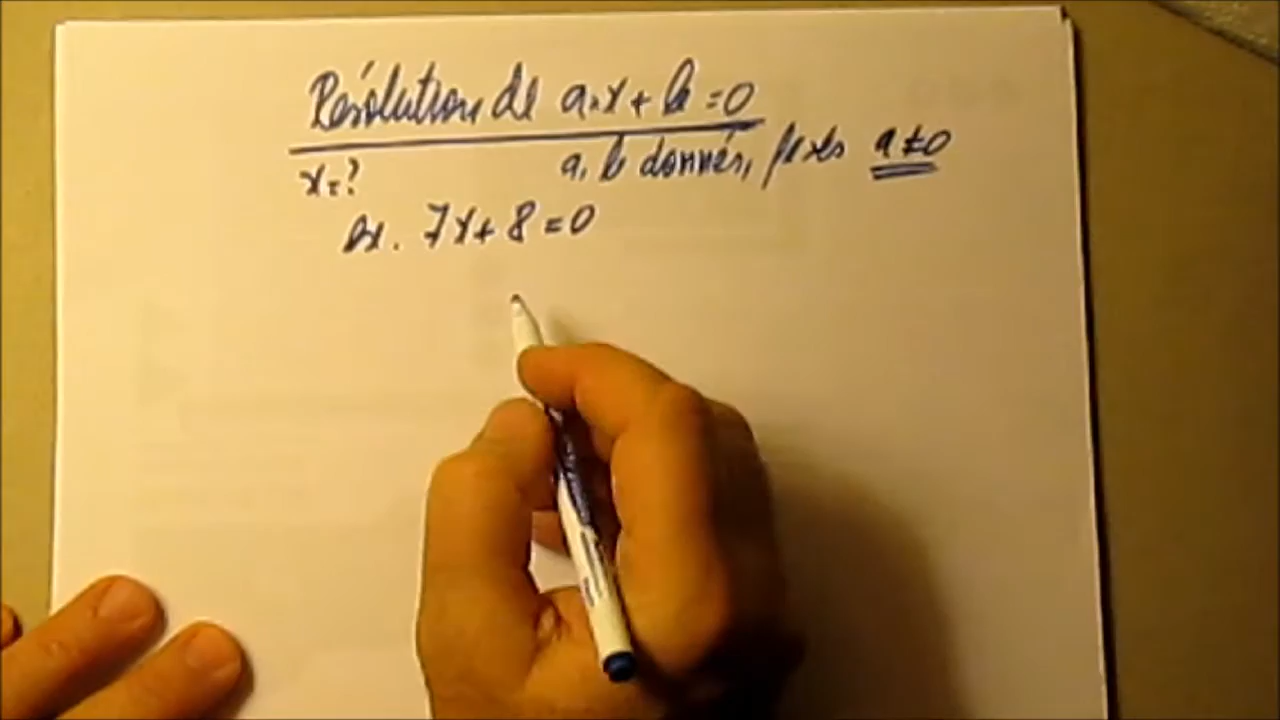 Résolution de a.x + b = 0
x = ? a, b donnés, fixés a ≠ 0
ex. 7x + 8 = 0